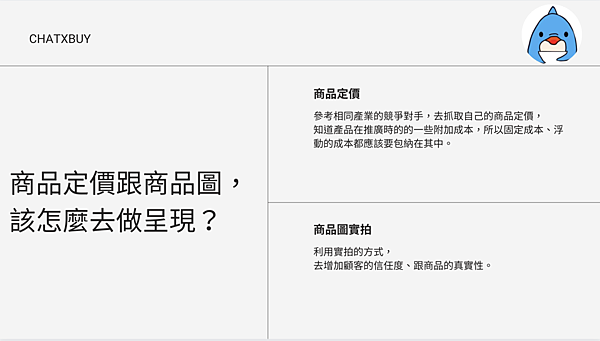 CHATXBUY
商品定價跟商品圖，
該怎麼去做呈現？
商品定價
參考相同產業的競爭對手，去抓取自己的商品定價，
知道產品在推廣時的的一些附加成本，所以固定成本、浮
動的成本都應該要包納在其中。
商品圖實拍
利用實拍的方式，
去增加顧客的信任度、跟商品的真實性。